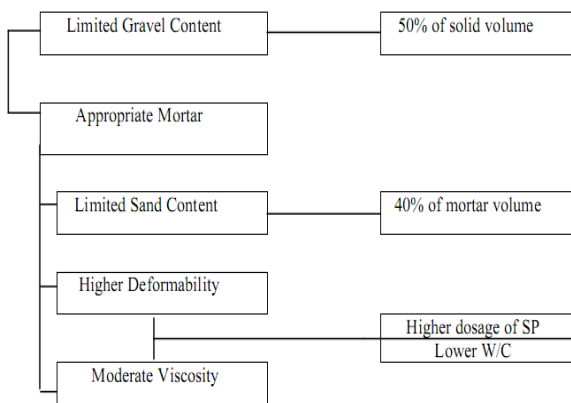 Limited Gravel Content
50% of solid volume
Appropriate Mortar
Limited Sand Content
40% of mortar volume
Higher Deformability
Higher dosage of SP
Lower W/C
Moderate Viscosity